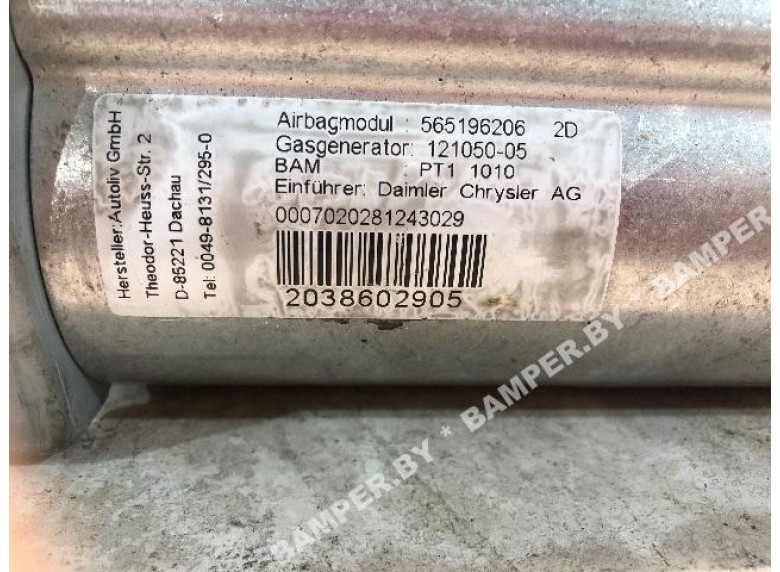 Hersteller: Autoliv GmbH
Theodor-Heuss-Str. 2
D-85221 Dachau
Tel: 0049-8131/295-0
Airbagmodul : 565196206 2D
Gasgenerator: 121050-05
BAM : PT1 1010
Einführer: Daimler Chrysler AG
0007020281243029
2038602905
BAMPER.BY * BAMPER.BY * BAMPER.BY